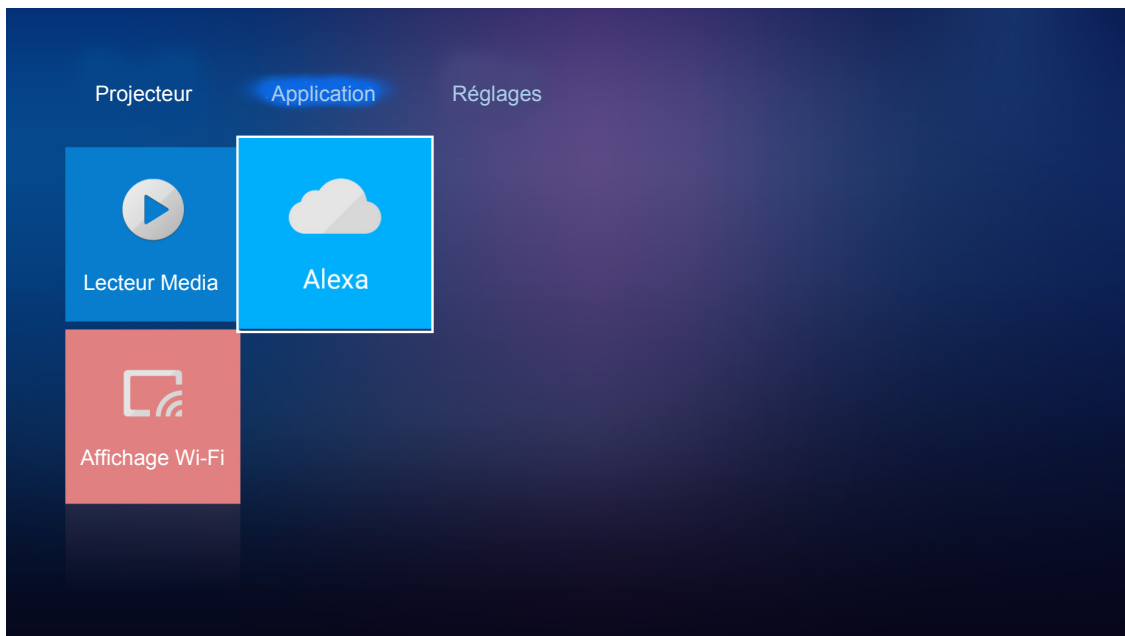 Projecteur
Application
Réglages
Lecteur Media
Alexa
Affichage Wi-Fi